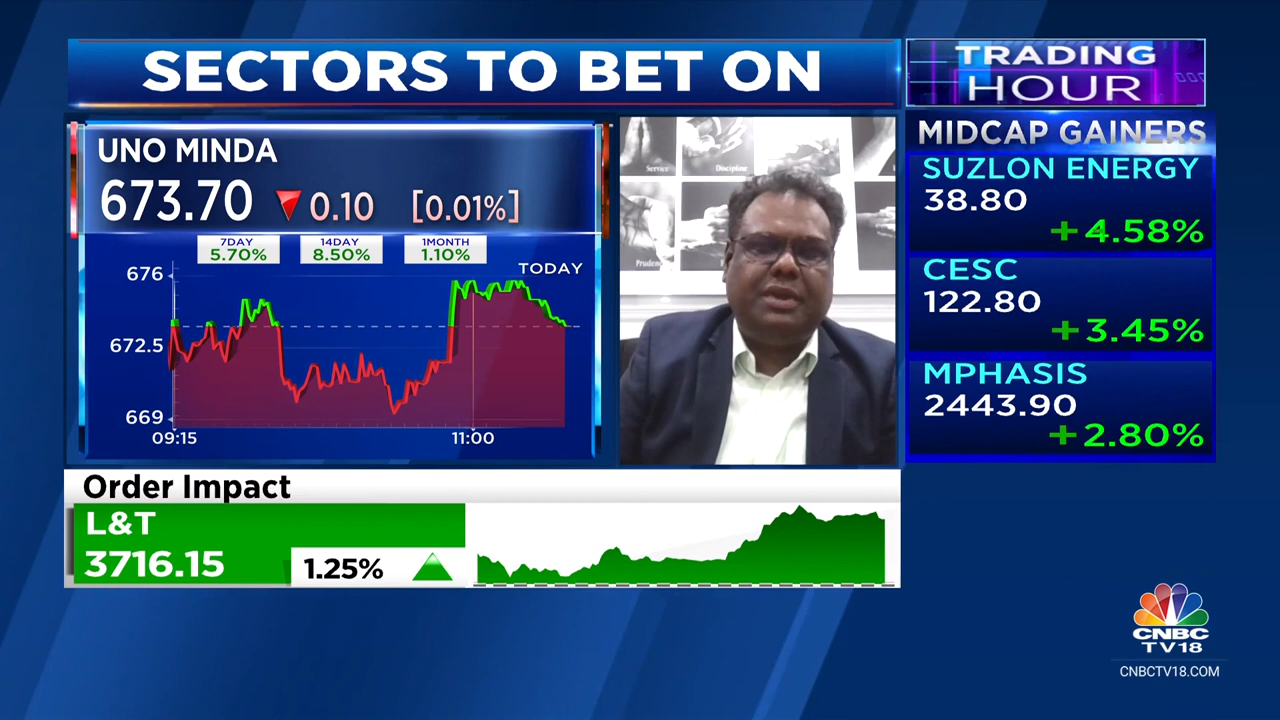 SECTORS TO BET ON
TRADING
HOUR
UNO MINDA
673.70 ▼ 0.10 [0.01%]
7DAY
5.70%
14DAY
8.50%
1MONTH
1.10%
TODAY
676
672.5
669
09:15
11:00
Service
Discipline
MIDCAP GAINERS
SUZLON ENERGY
38.80
+4.58%
CESC
122.80
+3.45%
MPHASIS
2443.90
+2.80%
Order Impact
L&T
3716.15
1.25%
CNBC
TV18
CNBCTV18.COM